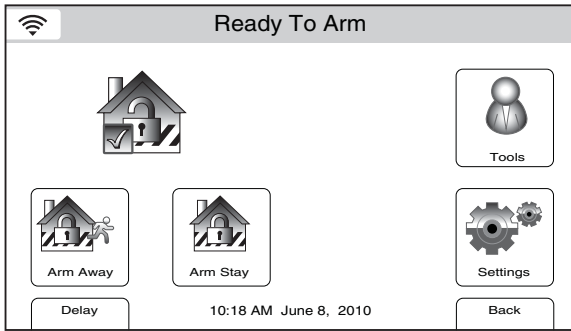 Ready To Arm
Tools
Arm Away
Arm Stay
Settings
Delay
10:18 AM June 8, 2010
Back